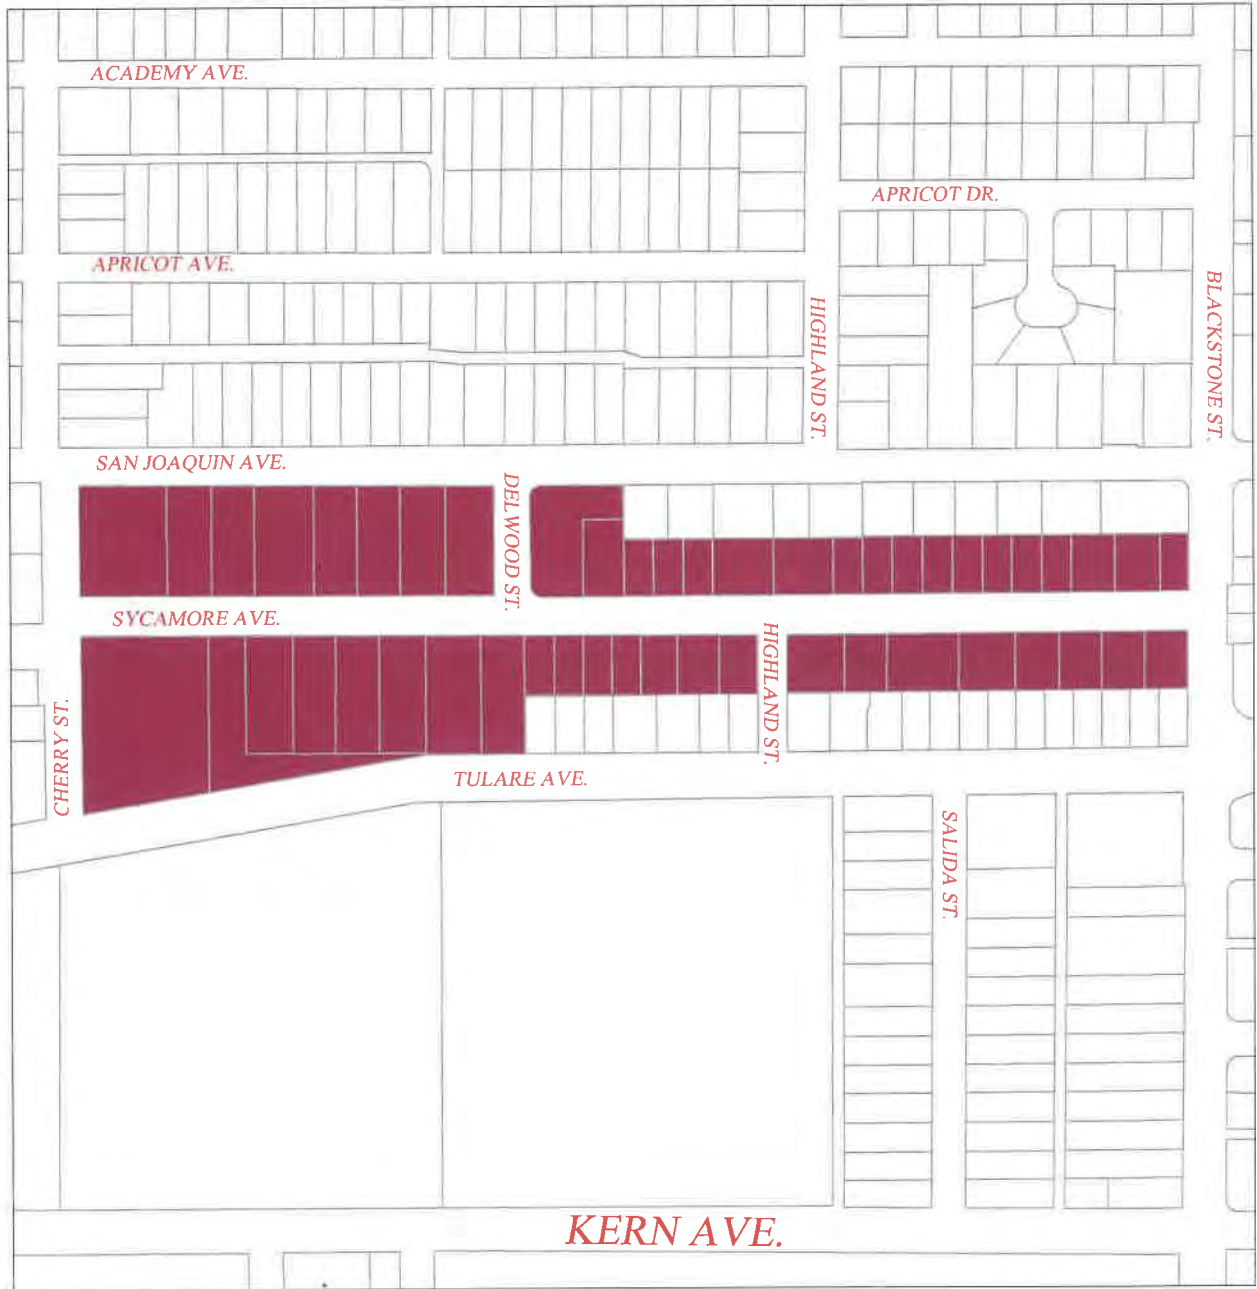 ACADEMY AVE.
APRICOT DR.
APRICOT AVE.
HIGHLAND ST.
BLACKSTONE ST.
SAN JOAQUIN AVE.
DELWOOD ST.
SYCAMORE AVE.
HIGHLAND ST.
CHERRY ST.
TULARE AVE.
SALIDA ST.
KERN AVE.